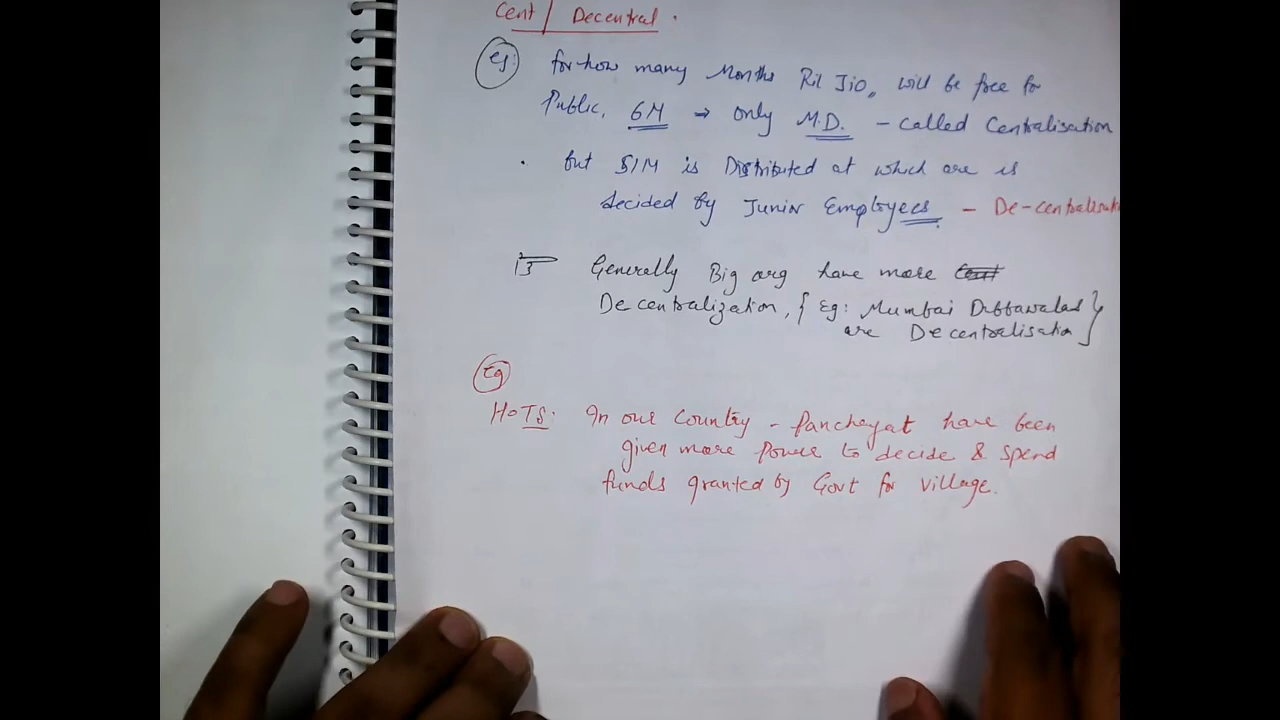 Cent / Decentral.
eg: for how many Months Ril Jio, will be free for
Public, 6M → only M.D. - called Centralisation
. but SIM is Distributed at which are is
decided by Junior Employees - De-centralisati
Generally Big org have more Cent
Decentralization, { Eg: Mumbai Dabbawalas
are Decentralisation }
Eg
HOTS: In our Country - Panchayat have been
given more Power to decide & spend
funds granted by Govt for village.